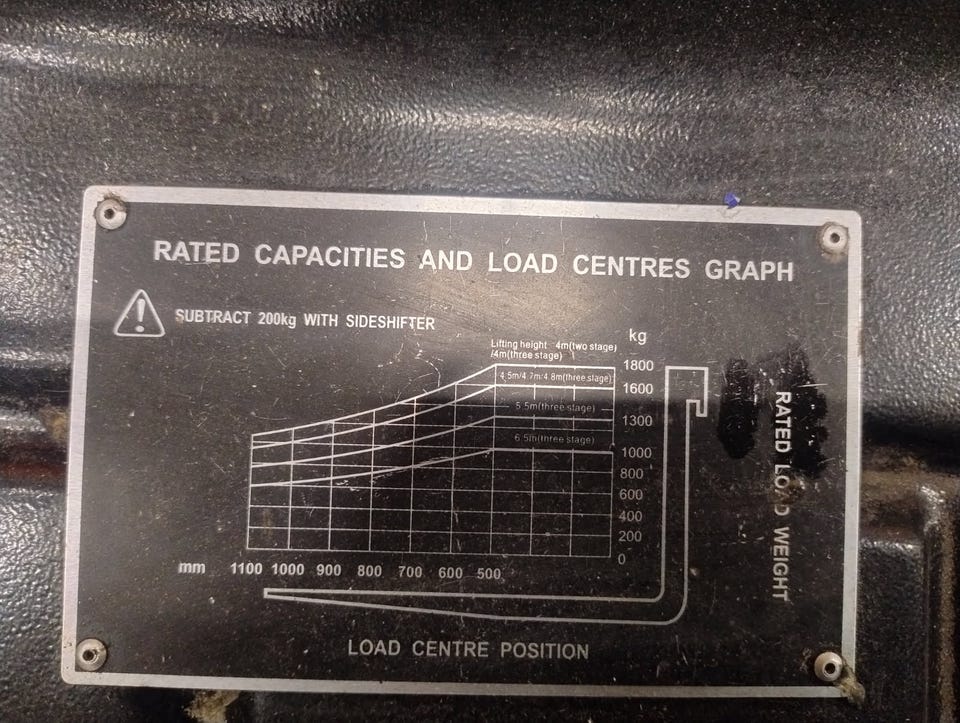 RATED CAPACITIES AND LOAD CENTRES GRAPH
SUBTRACT 200kg WITH SIDESHIFTER
kg
Lifting height 4m(two stage)
/4m(three stage)
1800
4.5m/4.7m/4.8m(three stage)
1600
5.5m(three stage)
1300
6.5m(three stage)
1000
800
600
400
200
0
RATED LOAD WEIGHT
mm 1100 1000 900 800 700 600 500
LOAD CENTRE POSITION